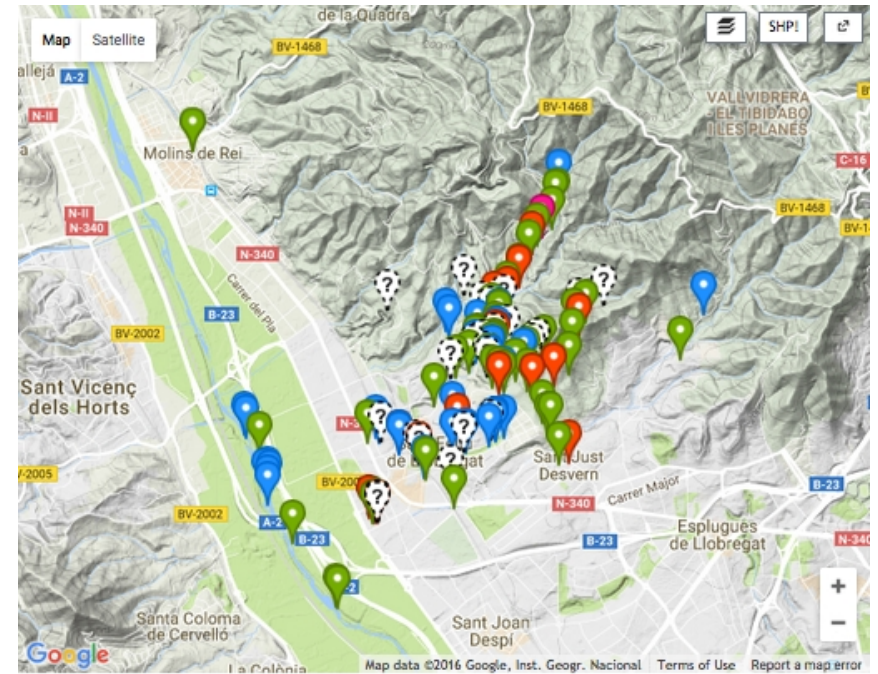 Map
Satellite
SHP!
de la Quadra
BV-1468
A-2
N-II
BV-1468
VALLVIDRERA
- EL TIBIDABO
I LES PLANES
Molins de Rei
C-16
N-II
N-340
BV-1468
N-340
Carrer del Pla
B-23
BV-2002
Sant Vicenç
dels Horts
?
Sant Just
Desvern
B-23
BV-2002
N-340
Carrer Major
B-23
B-23
Esplugues
de Llobregat
N-340
Santa Coloma
de Cervelló
Sant Joan
Despí
+
−
Google
La Colònia
Map data ©2016 Google, Inst. Geogr. Nacional
Terms of Use
Report a map error